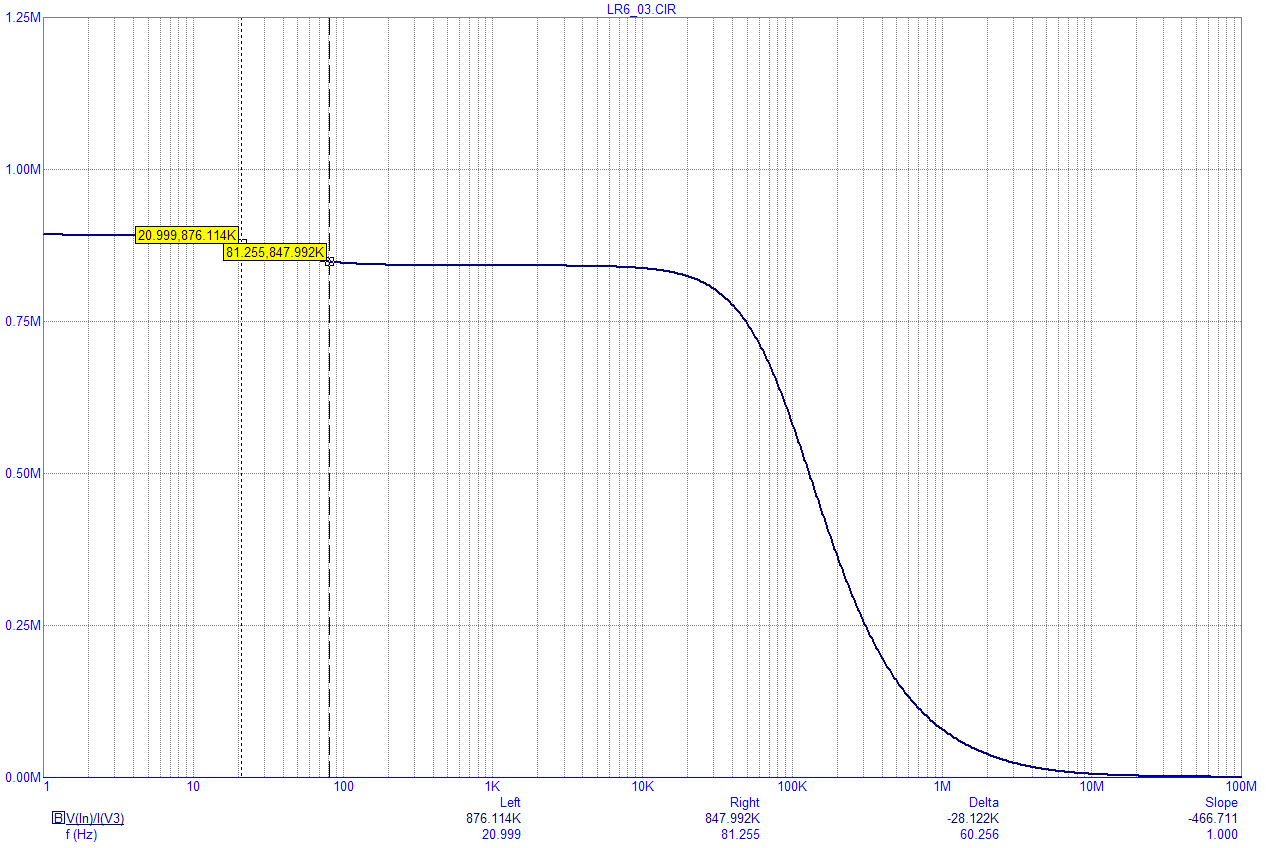 LR6_03.CIR
1.25M
1.00M
20.999,876.114K
81.255,847.992K
0.75M
0.50M
0.25M
0.00M
1 10 100 1K 10K 100K 1M 10M 100M
Left Right Delta Slope
B V(In)/I(V3) 876.114K 847.992K -28.122K -466.711
f (Hz) 20.999 81.255 60.256 1.000